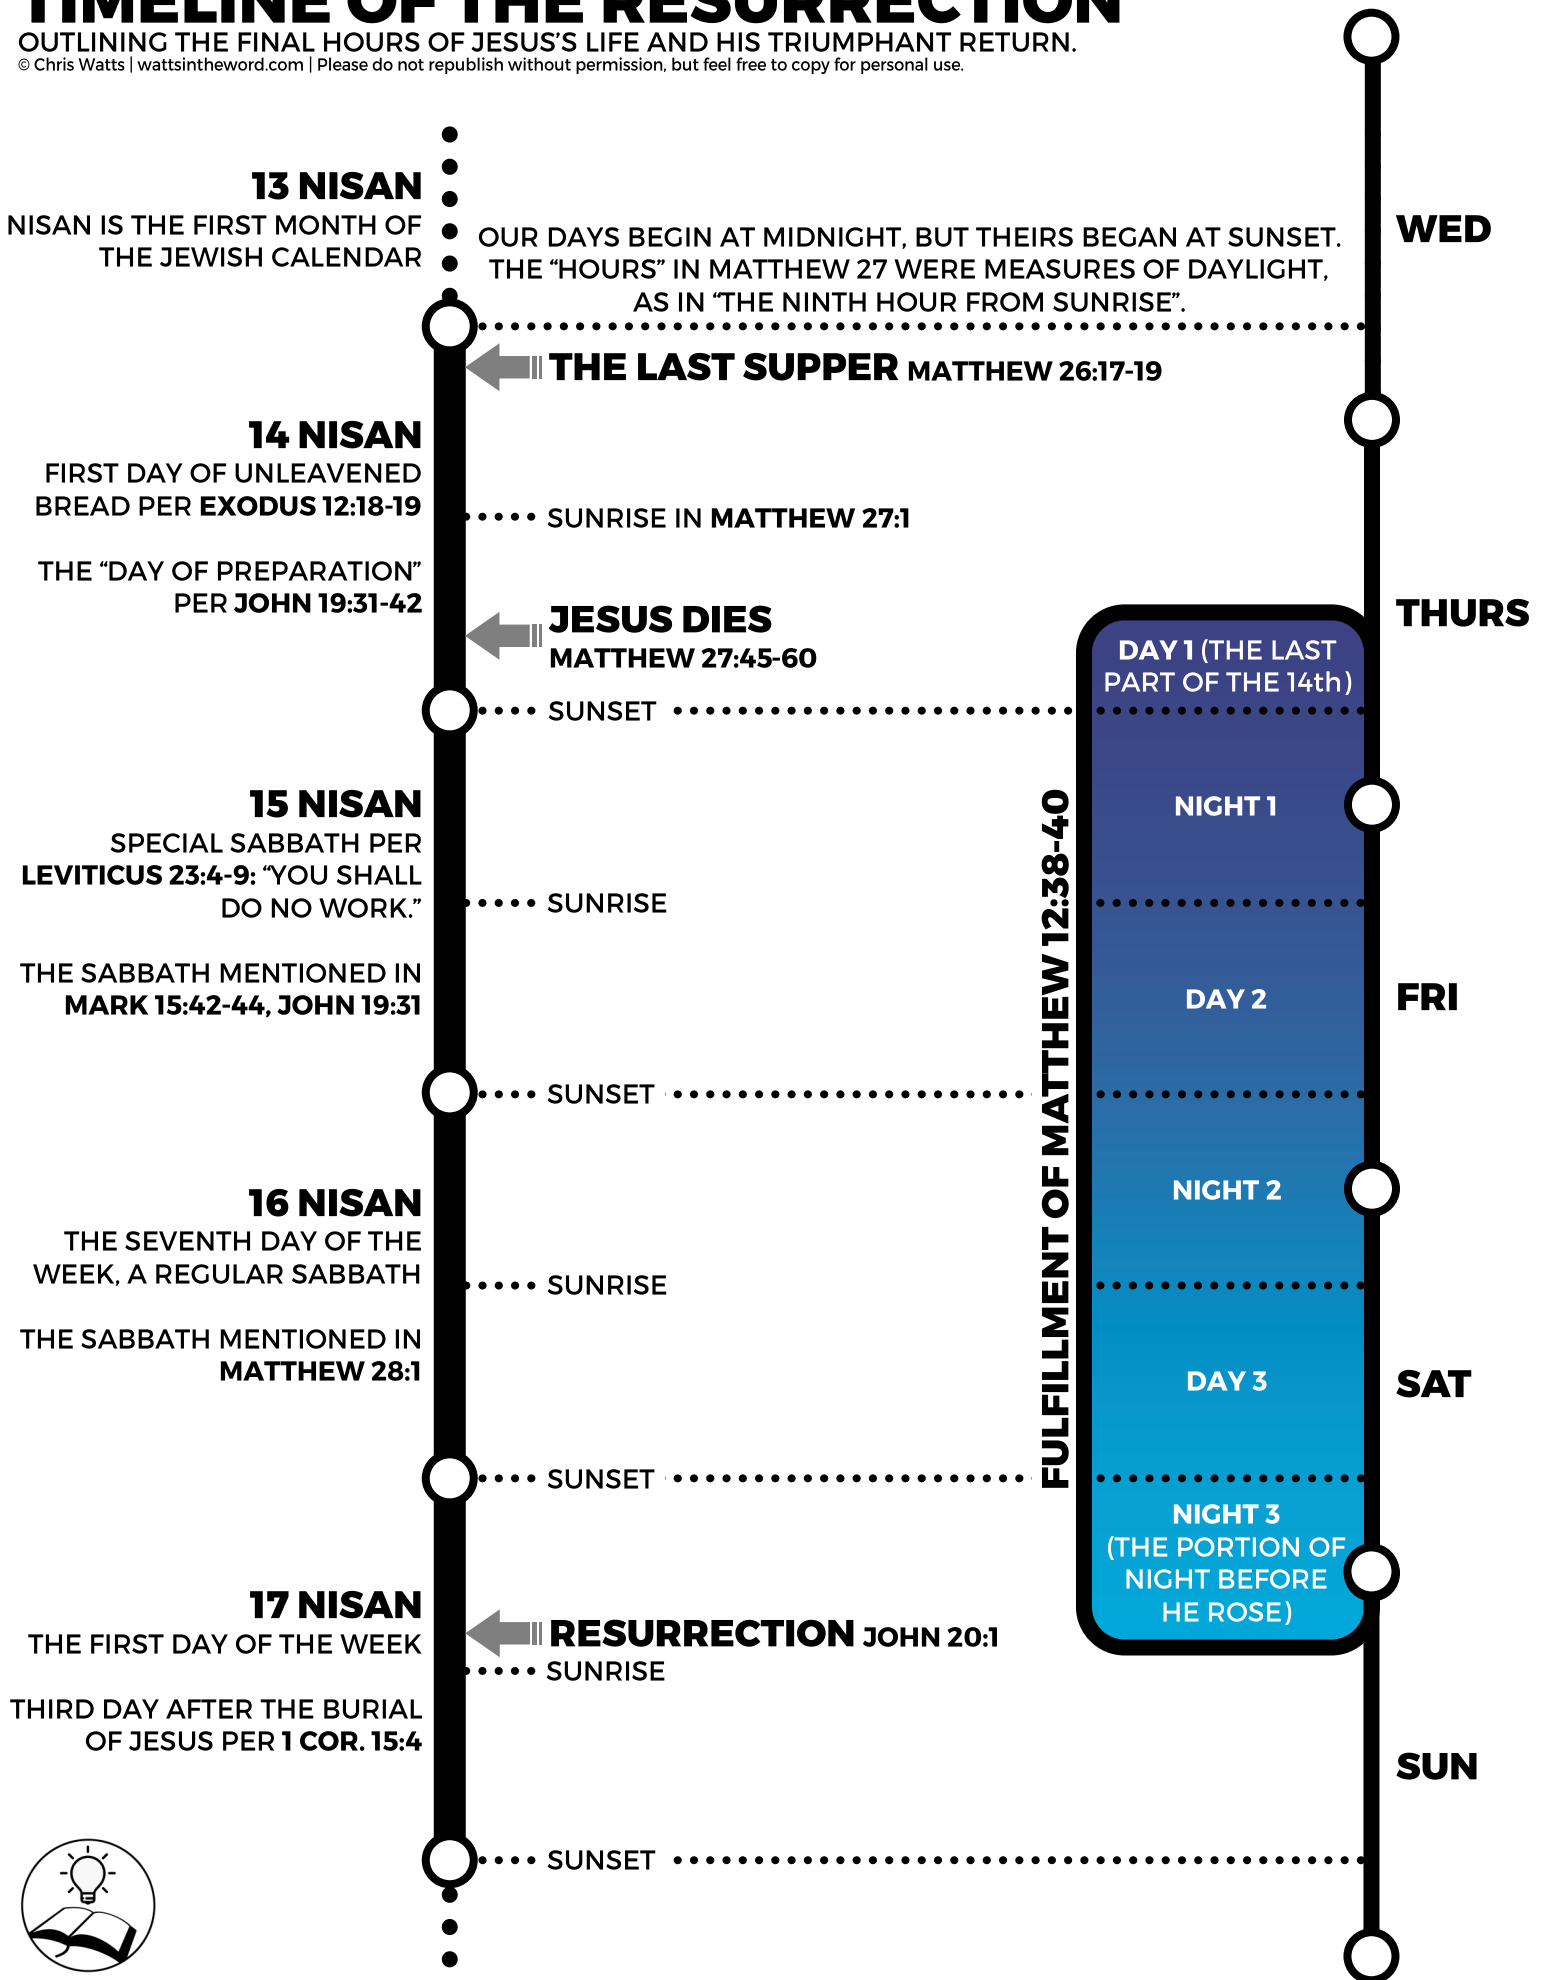 TIMELINE OF THE RESURRECTION
OUTLINING THE FINAL HOURS OF JESUS’S LIFE AND HIS TRIUMPHANT RETURN.
© Chris Watts | wattsintheword.com | Please do not republish without permission, but feel free to copy for personal use.
13 NISAN
NISAN IS THE FIRST MONTH OF
THE JEWISH CALENDAR
OUR DAYS BEGIN AT MIDNIGHT, BUT THEIRS BEGAN AT SUNSET.
THE “HOURS” IN MATTHEW 27 WERE MEASURES OF DAYLIGHT,
AS IN “THE NINTH HOUR FROM SUNRISE”.
WED
THE LAST SUPPER MATTHEW 26:17-19
14 NISAN
FIRST DAY OF UNLEAVENED
BREAD PER EXODUS 12:18-19
SUNRISE IN MATTHEW 27:1
THE “DAY OF PREPARATION”
PER JOHN 19:31-42
JESUS DIES
MATTHEW 27:45-60
THURS
DAY 1 (THE LAST
PART OF THE 14th)
SUNSET
15 NISAN
SPECIAL SABBATH PER
LEVITICUS 23:4-9: “YOU SHALL
DO NO WORK.”
NIGHT 1
SUNRISE
THE SABBATH MENTIONED IN
MARK 15:42-44, JOHN 19:31
DAY 2
FRI
SUNSET
FULFILLMENT OF MATTHEW 12:38-40
16 NISAN
THE SEVENTH DAY OF THE
WEEK, A REGULAR SABBATH
NIGHT 2
SUNRISE
THE SABBATH MENTIONED IN
MATTHEW 28:1
DAY 3
SAT
SUNSET
NIGHT 3
(THE PORTION OF
NIGHT BEFORE
HE ROSE)
17 NISAN
THE FIRST DAY OF THE WEEK
RESURRECTION JOHN 20:1
SUNRISE
THIRD DAY AFTER THE BURIAL
OF JESUS PER 1 COR. 15:4
SUN
SUNSET